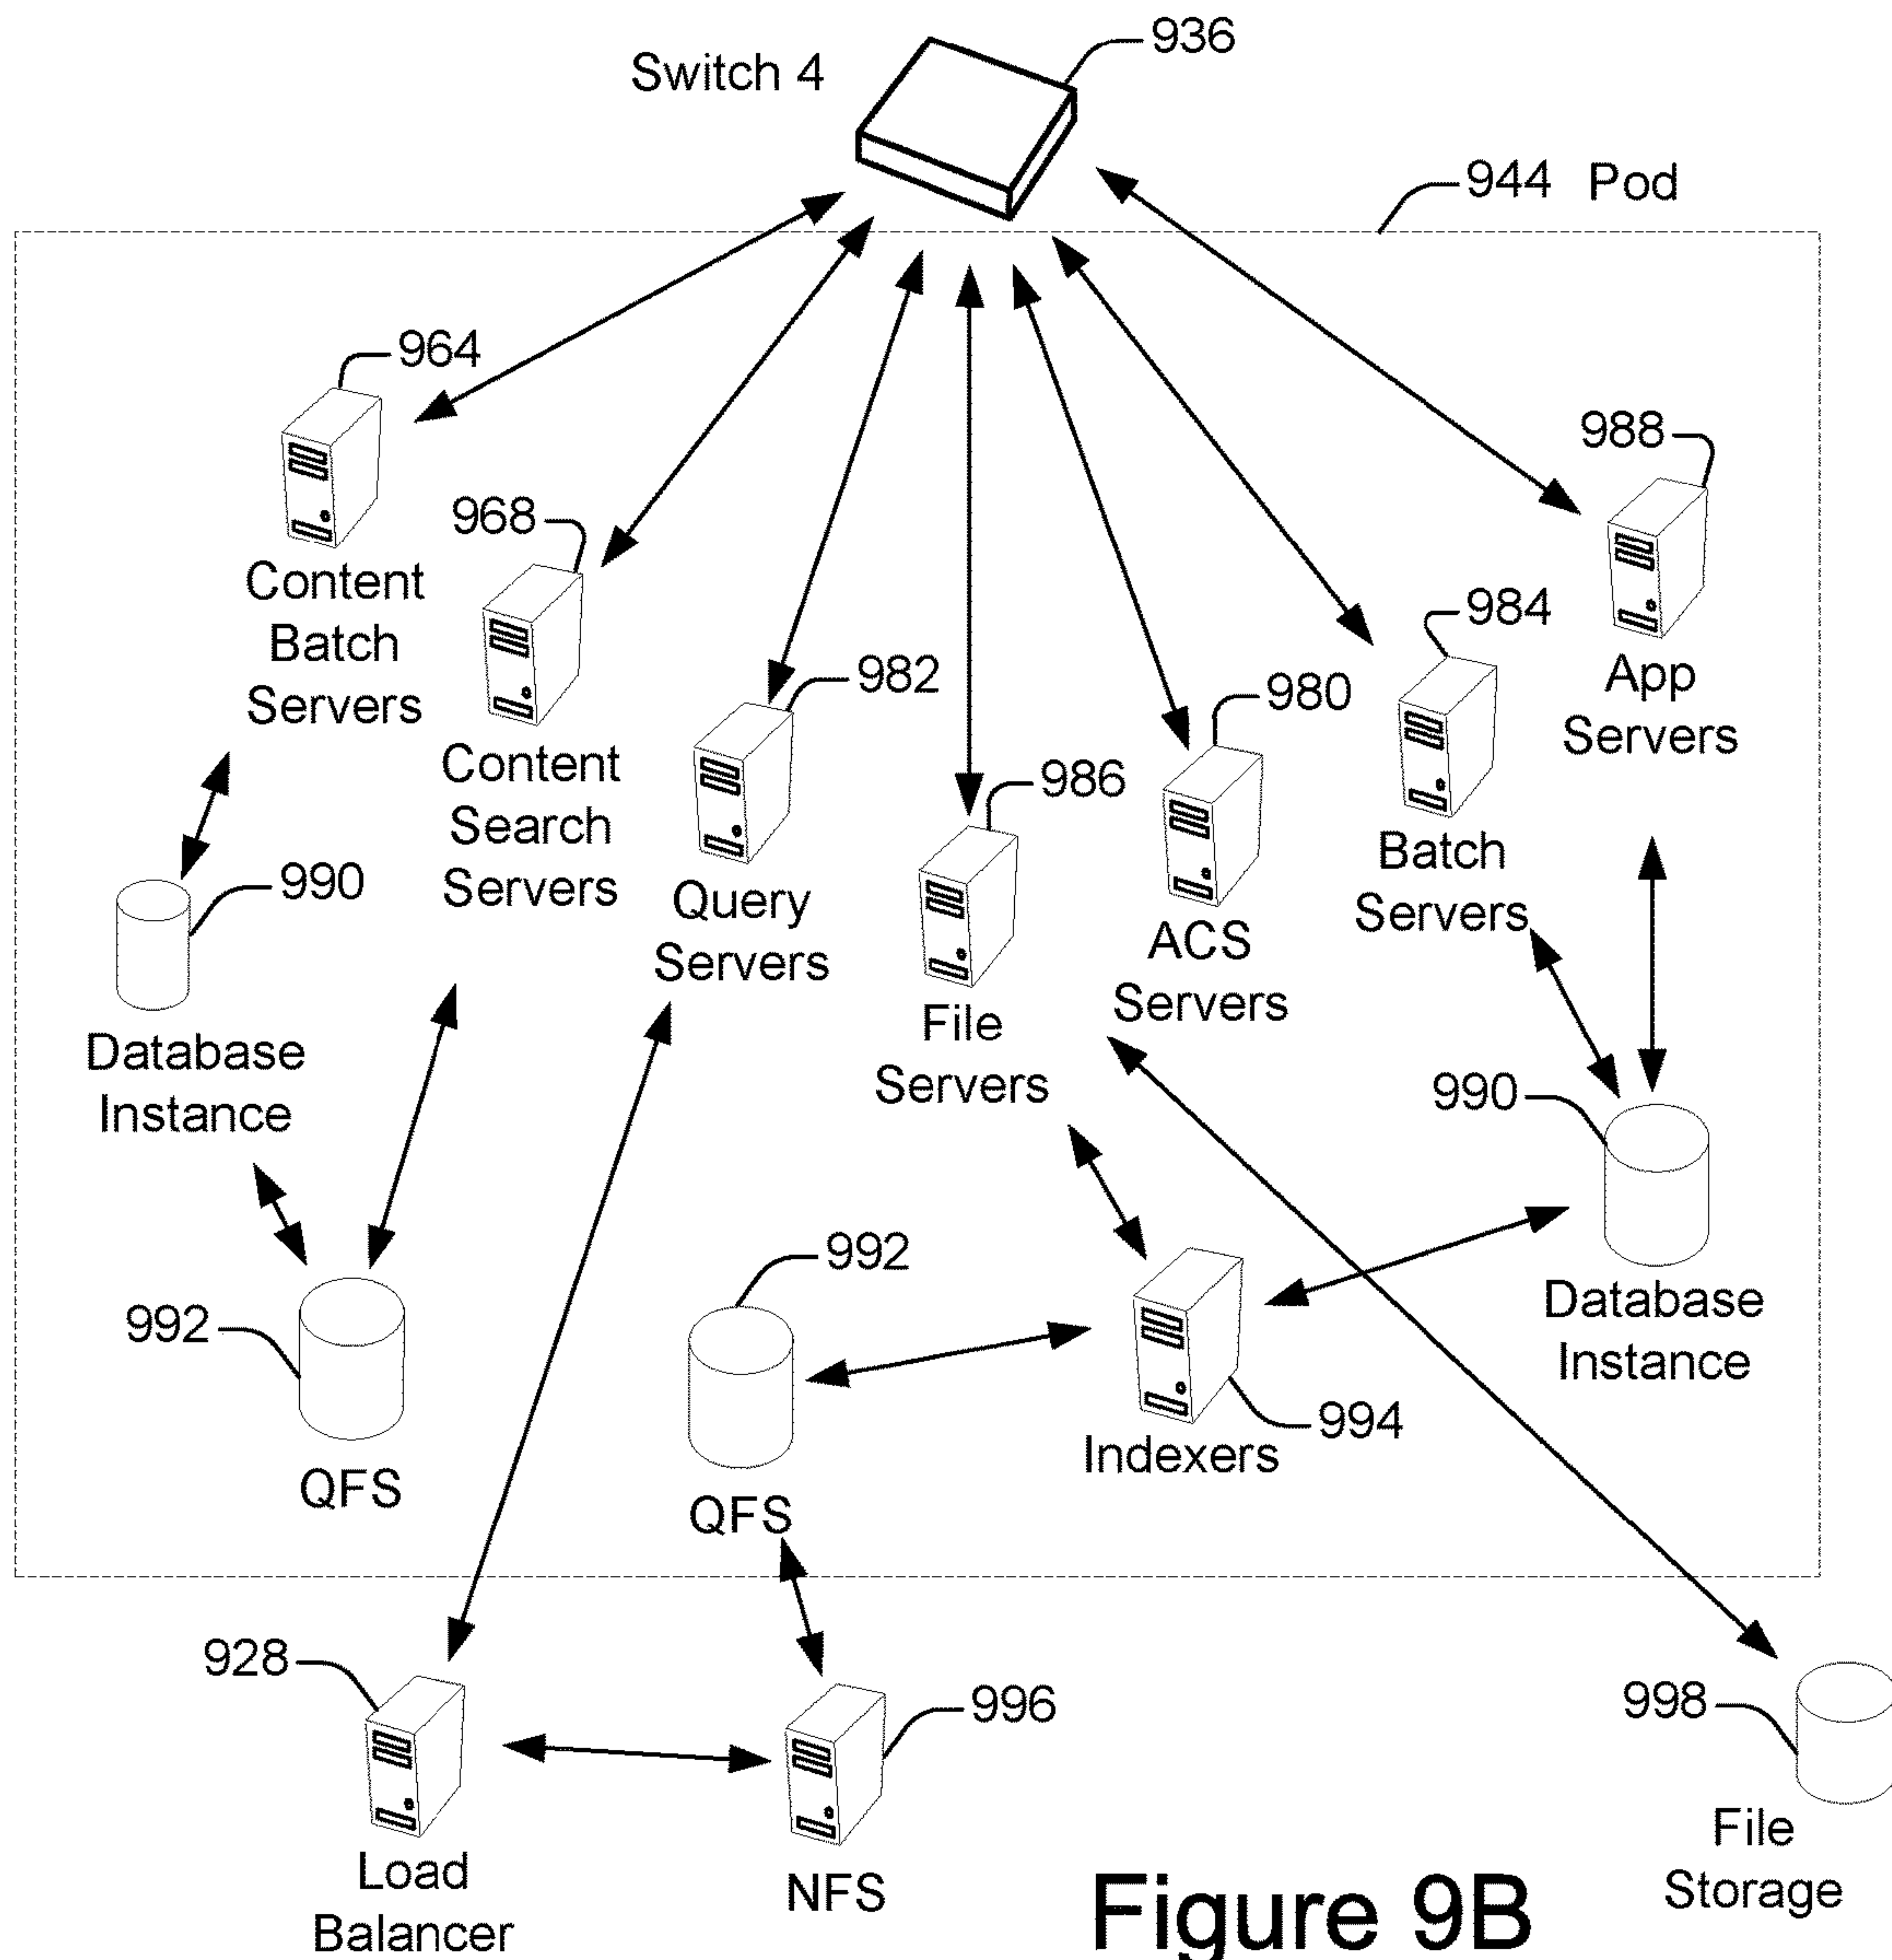 936
Switch 4
944 Pod
964
988
968
984
Content
Batch
Servers
982
980
App
Servers
Content
Search
Servers
986
Batch
Servers
990
Query
Servers
ACS
Servers
File
Servers
Database
Instance
990
992
992
Database
Instance
994
Indexers
QFS
QFS
928
996
998
File
Storage
Load
Balancer
NFS
Figure 9B